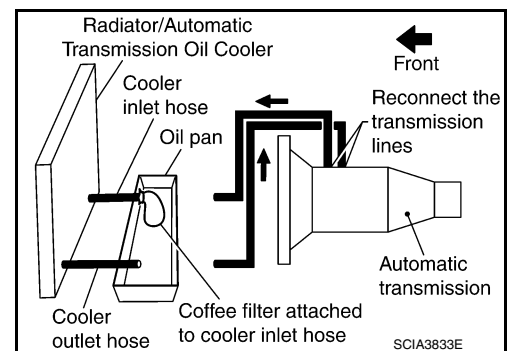 Radiator/Automatic
Transmission Oil Cooler
Front
Cooler
inlet hose
Reconnect the
transmission
lines
Oil pan
Automatic
transmission
Coffee filter attached
to cooler inlet hose
Cooler
outlet hose
SCIA3833E